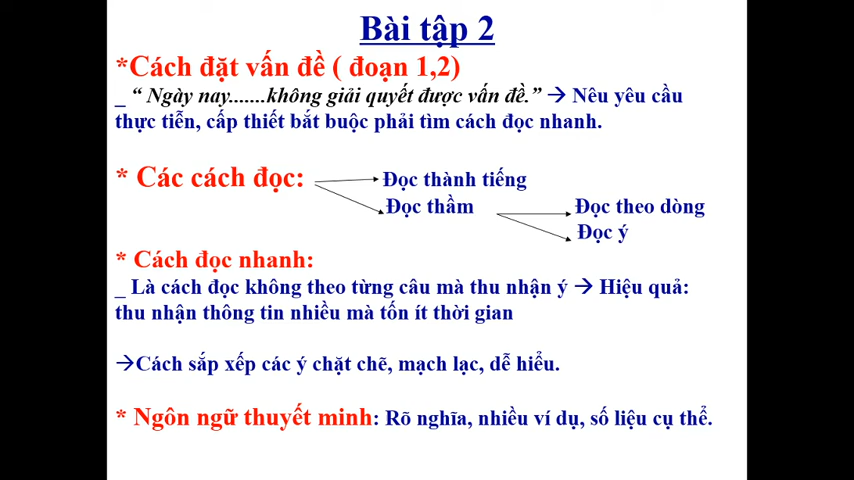 Bài tập 2
*Cách đặt vấn đề ( đoạn 1,2)
_ “ Ngày nay.......không giải quyết được vấn đề.” → Nêu yêu cầu
thực tiễn, cấp thiết bắt buộc phải tìm cách đọc nhanh.
* Các cách đọc:
Đọc thành tiếng
Đọc thầm
Đọc theo dòng
Đọc ý
* Cách đọc nhanh:
_ Là cách đọc không theo từng câu mà thu nhận ý → Hiệu quả:
thu nhận thông tin nhiều mà tốn ít thời gian
→Cách sắp xếp các ý chặt chẽ, mạch lạc, dễ hiểu.
* Ngôn ngữ thuyết minh: Rõ nghĩa, nhiều ví dụ, số liệu cụ thể.